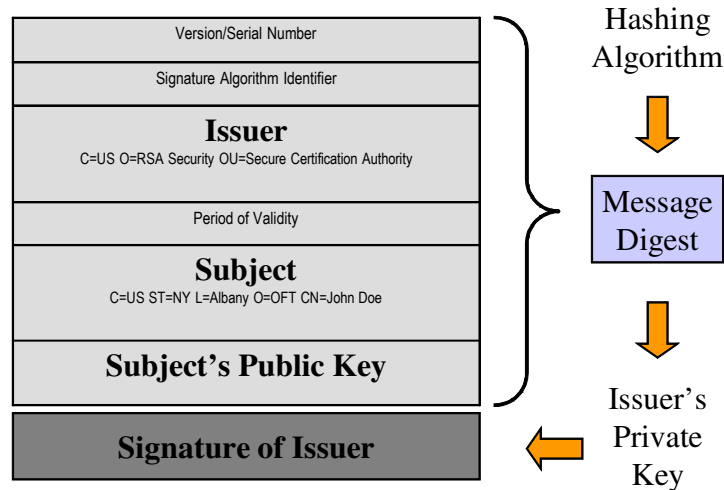 Version/Serial Number
Signature Algorithm Identifier
Issuer
C=US O=RSA Security OU=Secure Certification Authority
Period of Validity
Subject
C=US ST=NY L=Albany O=OFT CN=John Doe
Subject's Public Key
Signature of Issuer
Hashing
Algorithm
Message
Digest
Issuer’s
Private
Key